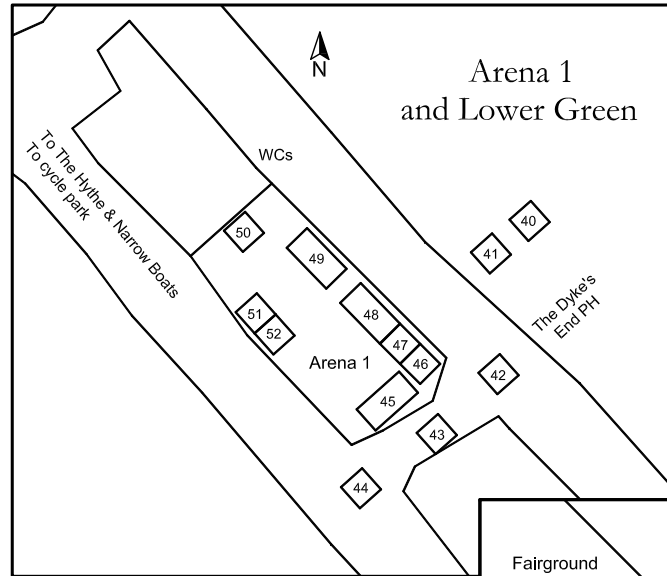 Arena 1
and Lower Green
N
WCs
To The Hythe & Narrow Boats
To cycle park
40
41
50
49
The Dyke's
End PH
51
48
52
47
46
Arena 1
42
45
43
44
Fairground